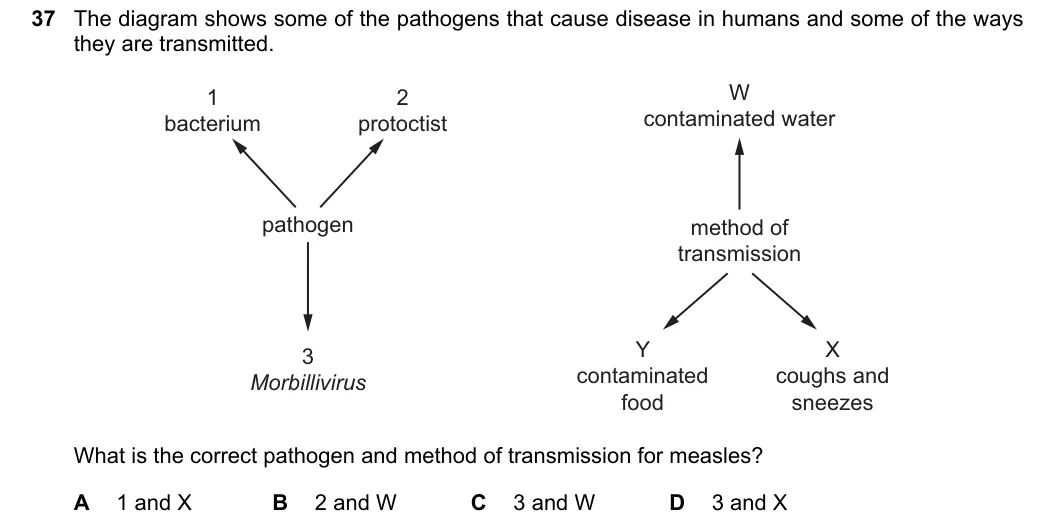 37 The diagram shows some of the pathogens that cause disease in humans and some of the ways
they are transmitted.
1
bacterium
2
protoctist
pathogen
3
Morbillivirus
W
contaminated water
method of
transmission
Y
contaminated
food
X
coughs and
sneezes
What is the correct pathogen and method of transmission for measles?
A 1 and X B 2 and W C 3 and W D 3 and X